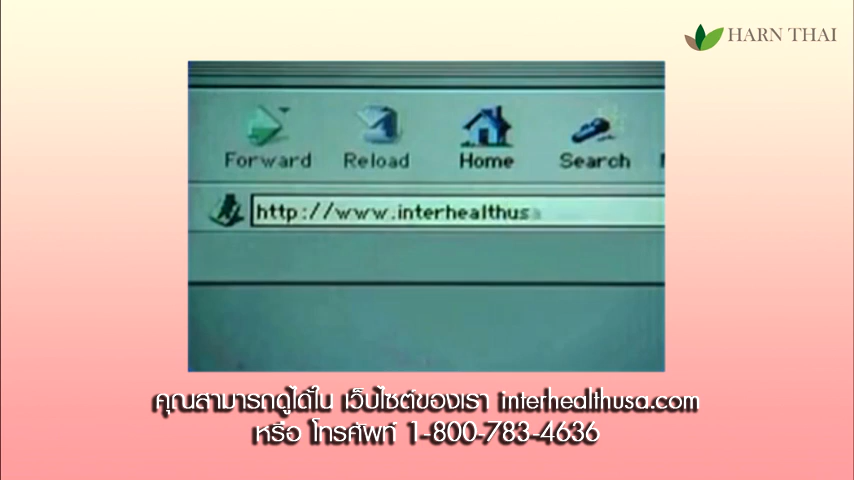 HARN THAI
Forward Reload Home Search
http://www.interhealthusa
คุณสามารถดูได้ใน เว็บไซต์ของเรา interhealthusa.com
หรือ โทรศัพท์ 1-800-783-4636